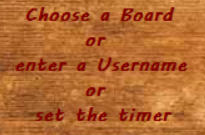 Choose a Board
or
enter a Username
or
set the timer